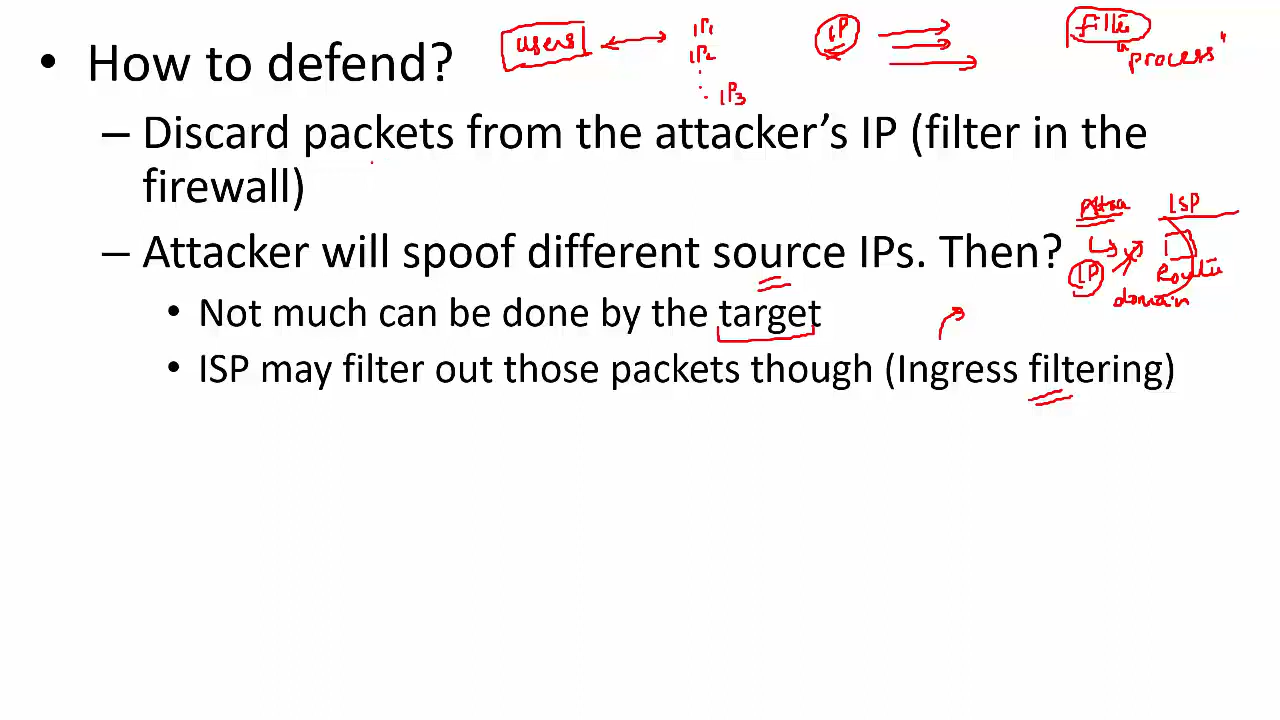 • How to defend?
users
IP1
IP2
IP3
IP
filter
"process"
– Discard packets from the attacker’s IP (filter in the
firewall)
– Attacker will spoof different source IPs. Then?
ISP
IP
Router
domain
• Not much can be done by the target
• ISP may filter out those packets though (Ingress filtering)